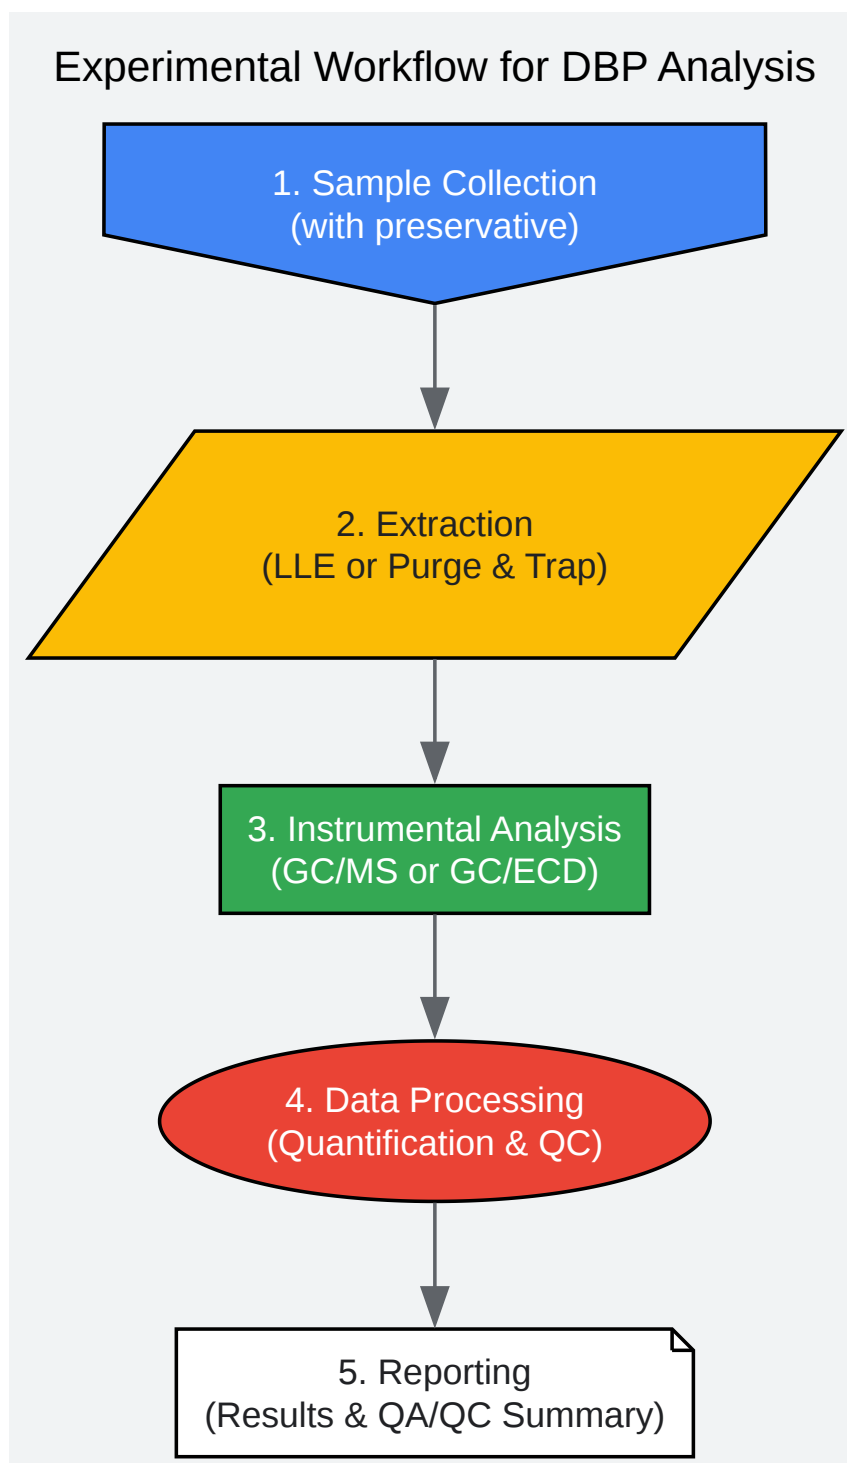 Experimental Workflow for DBP Analysis
1. Sample Collection
(with preservative)
2. Extraction
(LLE or Purge & Trap)
3. Instrumental Analysis
(GC/MS or GC/ECD)
4. Data Processing
(Quantification & QC)
5. Reporting
(Results & QA/QC Summary)